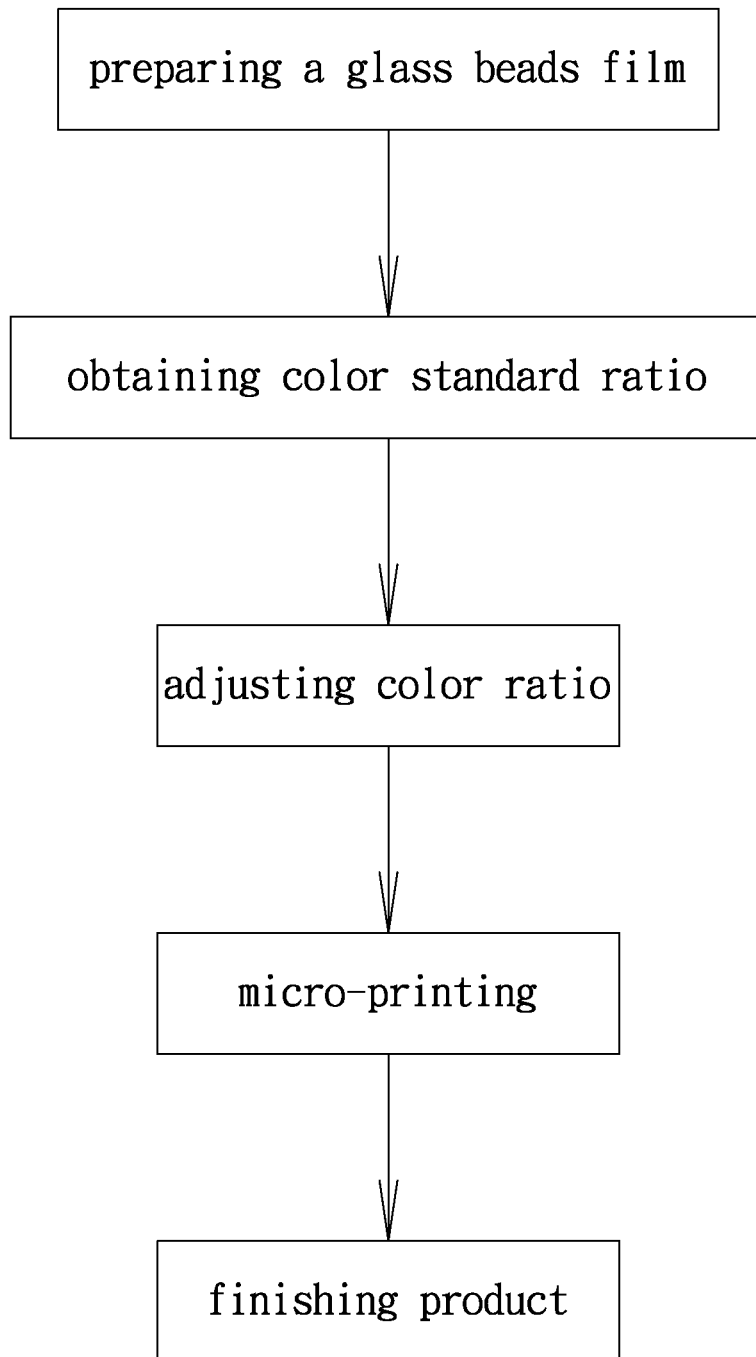 preparing a glass beads film
obtaining color standard ratio
adjusting color ratio
micro-printing
finishing product